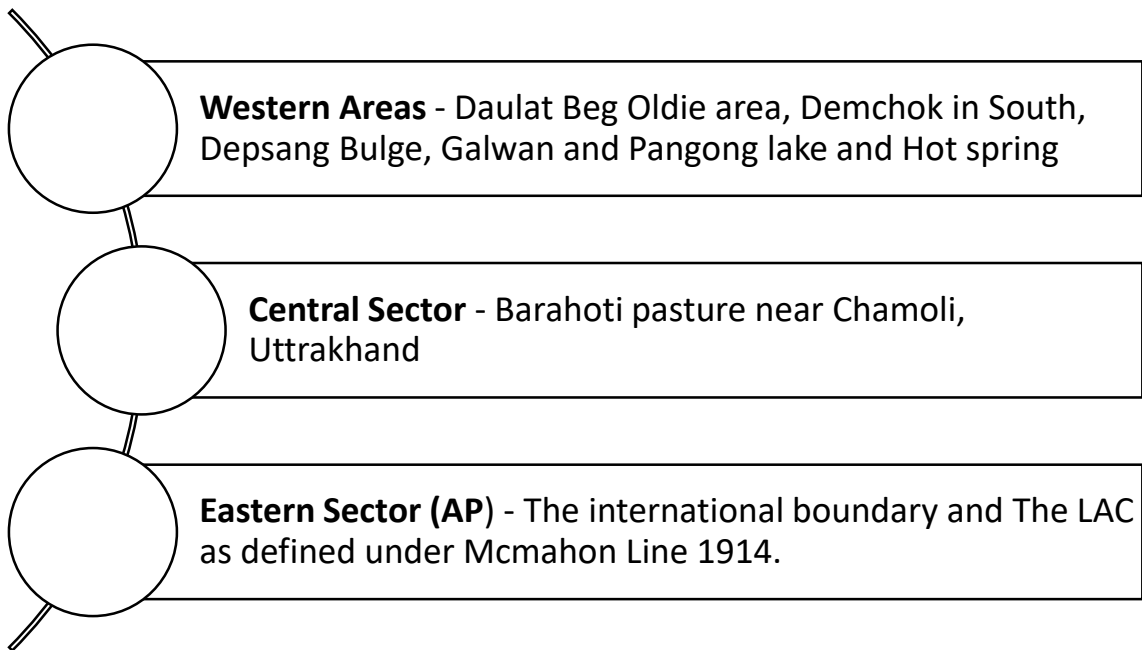 Western Areas - Daulat Beg Oldie area, Demchok in South,
Depsang Bulge, Galwan and Pangong lake and Hot spring
Central Sector - Barahoti pasture near Chamoli,
Uttrakhand
Eastern Sector (AP) - The international boundary and The LAC
as defined under Mcmahon Line 1914.